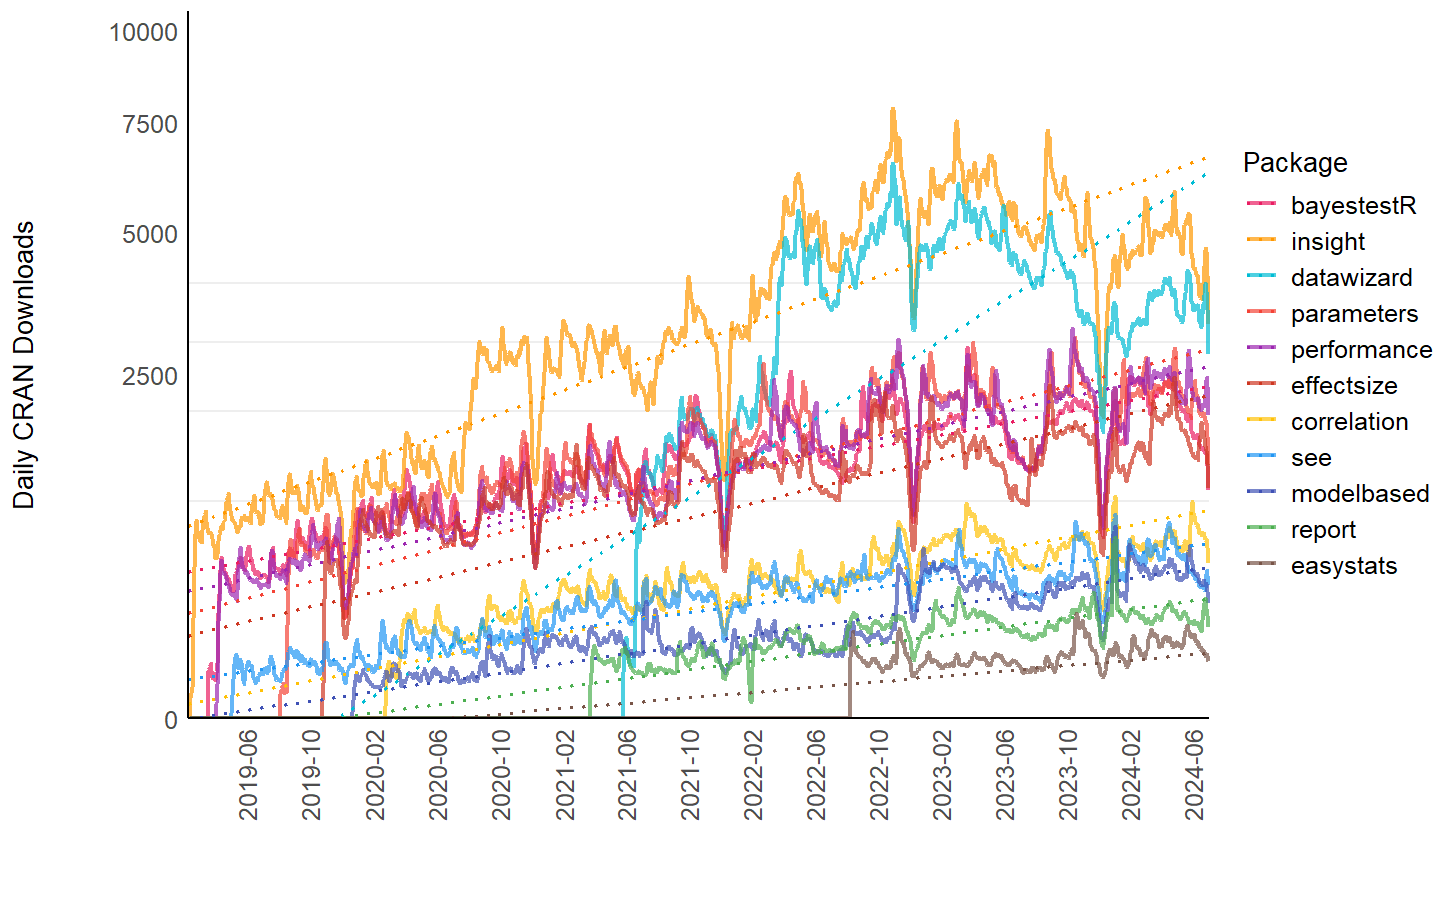 Daily CRAN Downloads
10000
7500
5000
2500
0
2019-06
2019-10
2020-02
2020-06
2020-10
2021-02
2021-06
2021-10
2022-02
2022-06
2022-10
2023-02
2023-06
2023-10
2024-02
2024-06
Package
bayestestR
insight
datawizard
parameters
performance
effectsize
correlation
see
modelbased
report
easystats